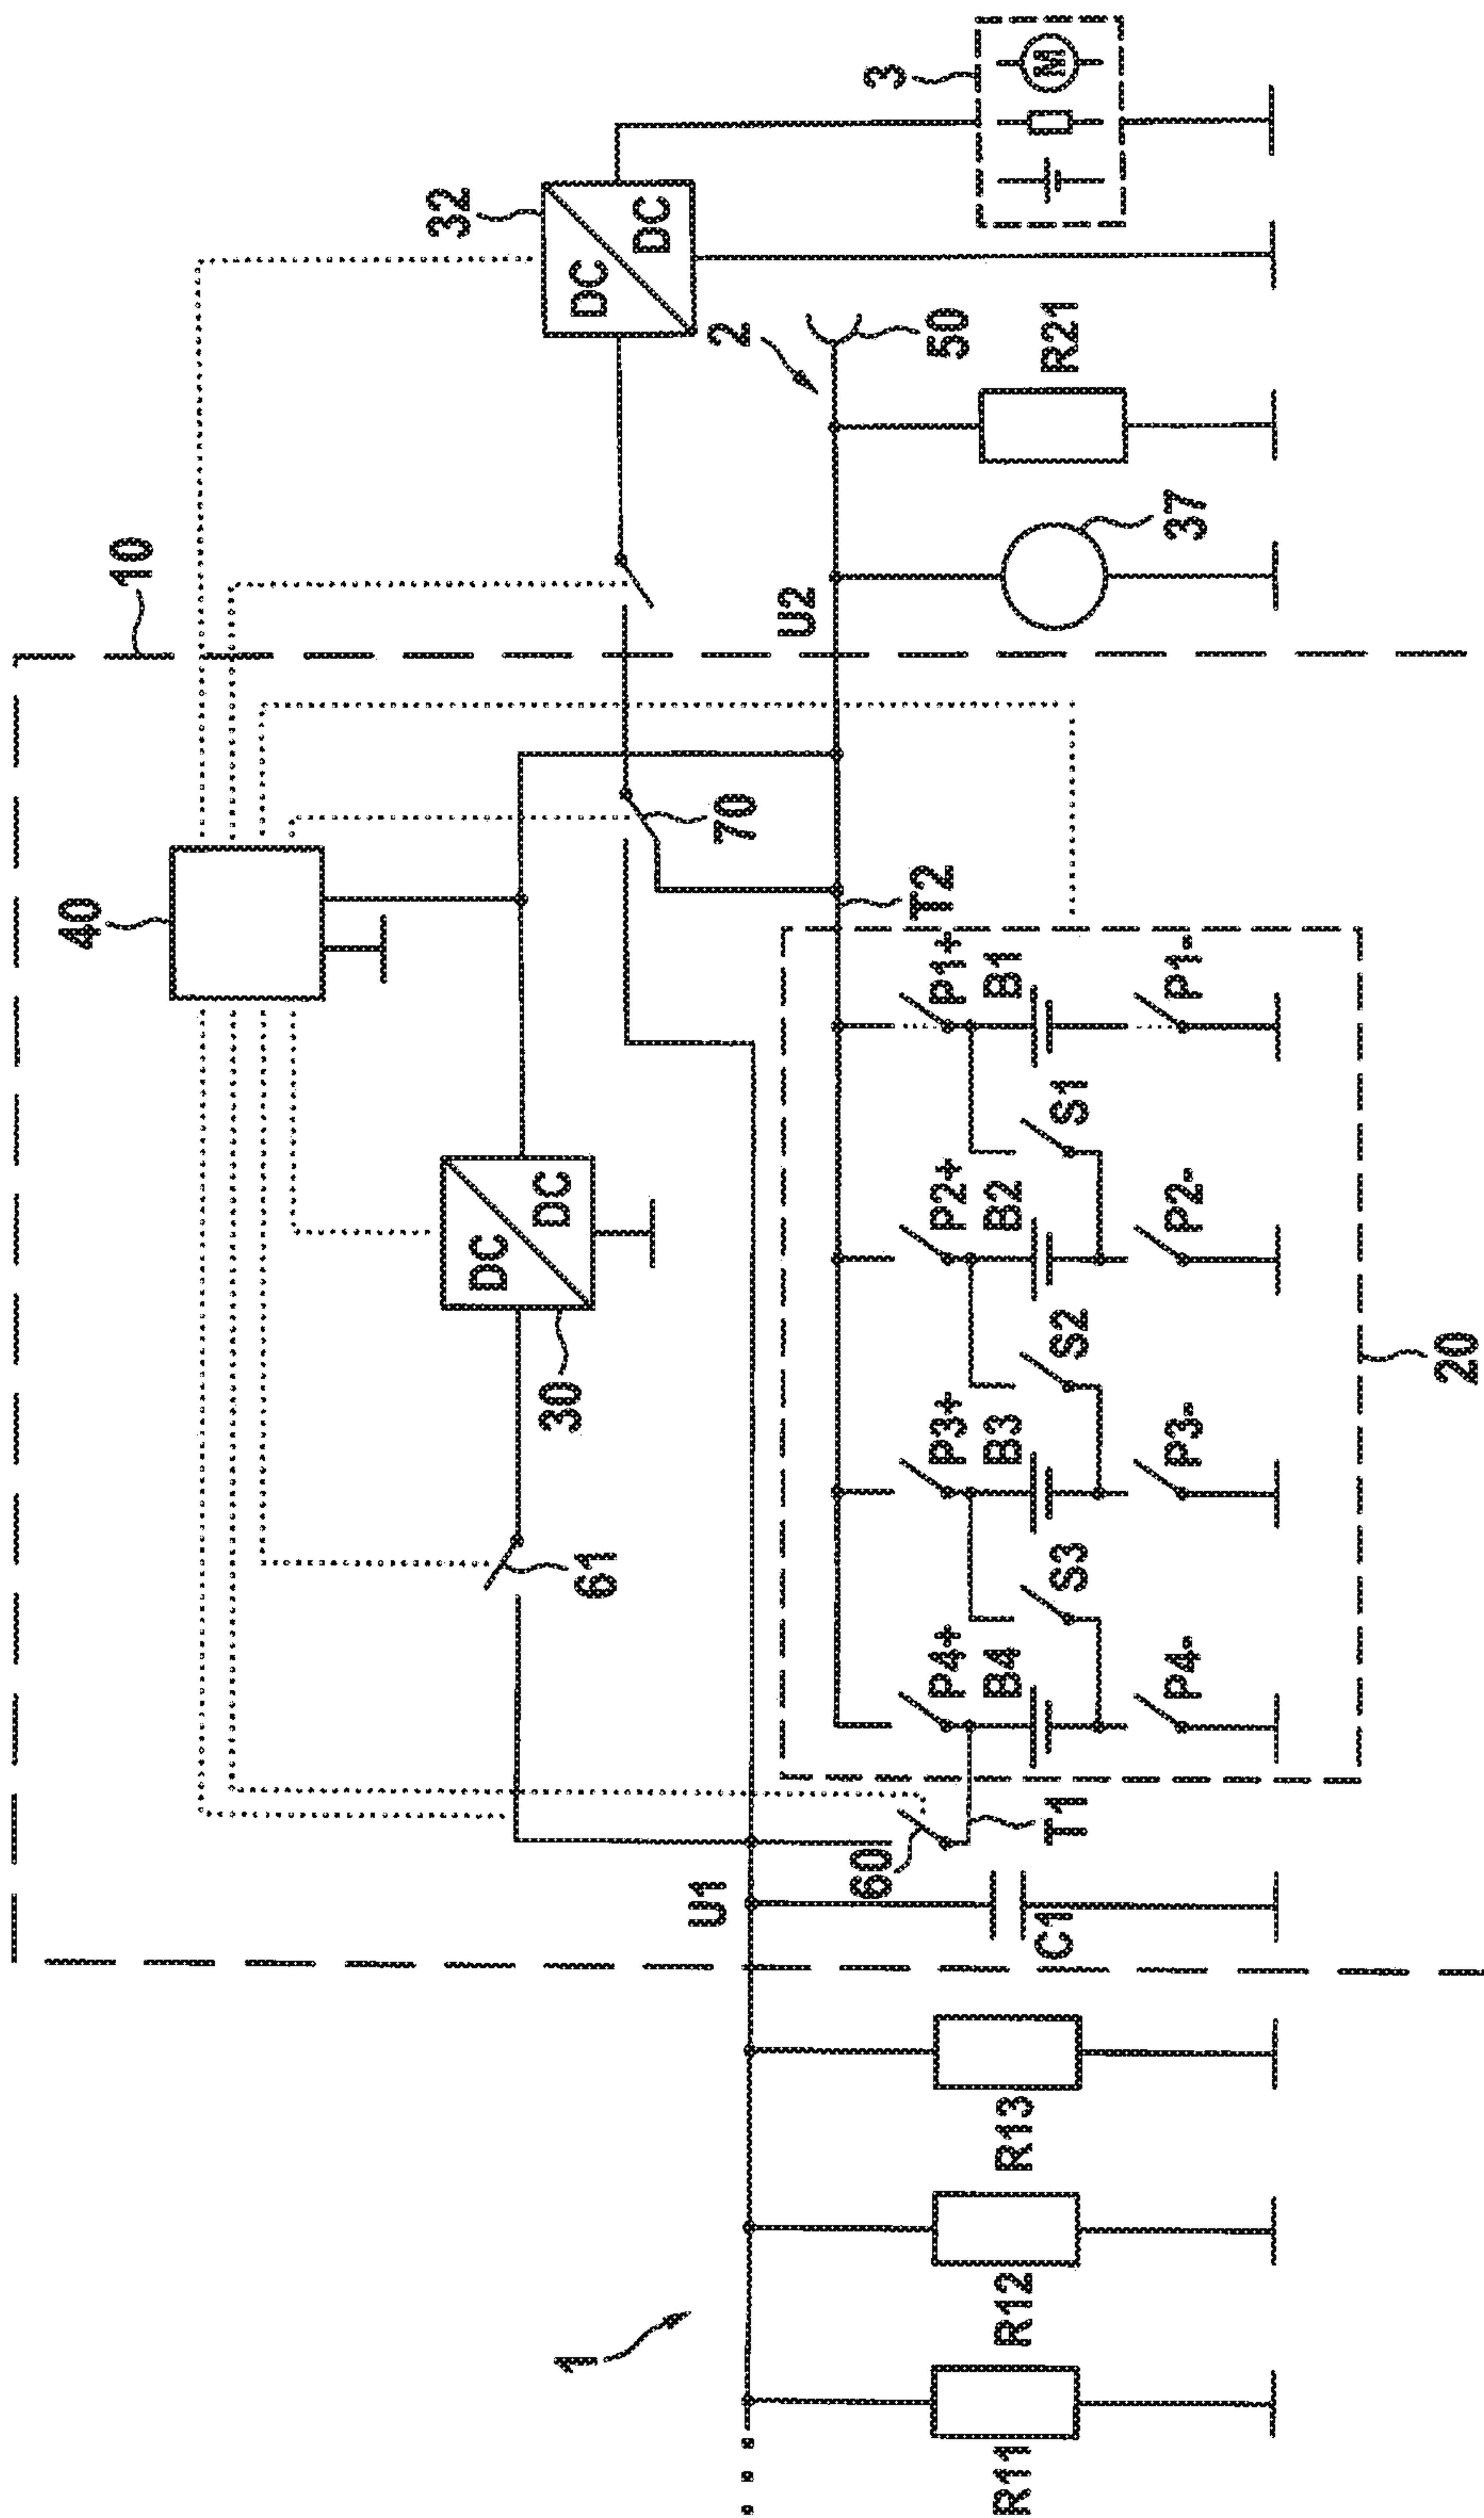 10
40
32
DC
DC
3
M
61
30
DC
DC
70
2
50
U1
U2
1
T2
60
T1
P4+
P3+
P2+
P1+
B4
B3
B2
B1
S3
S2
S1
P4-
P3-
P2-
P1-
C1
R11
R12
R13
37
R21
20